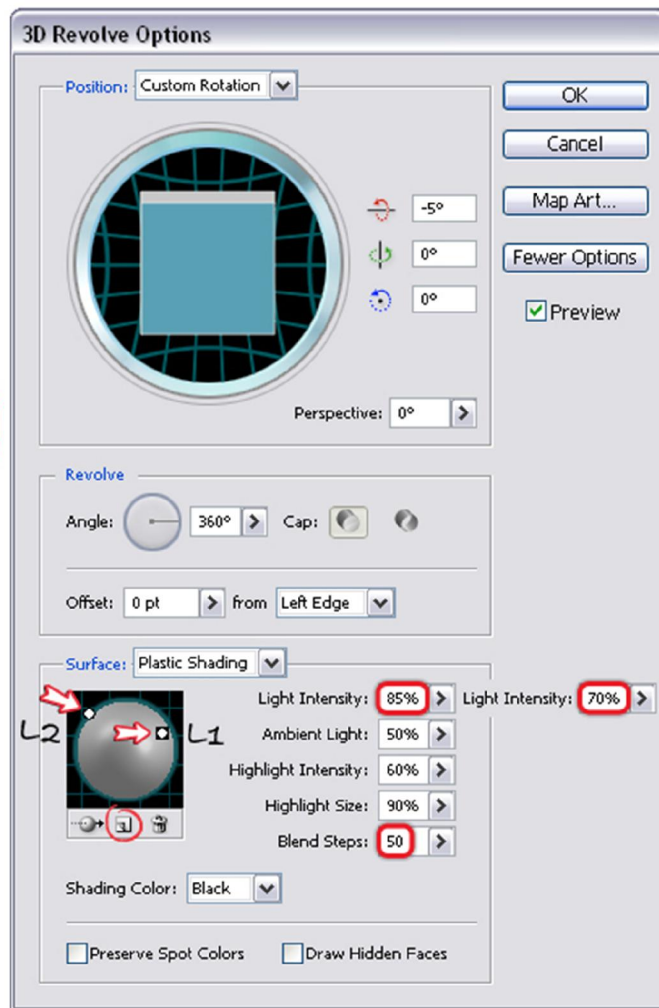 3D Revolve Options
Position: Custom Rotation
OK
Cancel
Map Art...
Fewer Options
Preview
-5°
0°
0°
Perspective: 0°
Revolve
Angle: 360° Cap:
Offset: 0 pt from Left Edge
Surface: Plastic Shading
Light Intensity: 85% Light Intensity: 70%
L2 L1
Ambient Light: 50%
Highlight Intensity: 60%
Highlight Size: 90%
Blend Steps: 50
Shading Color: Black
Preserve Spot Colors Draw Hidden Faces